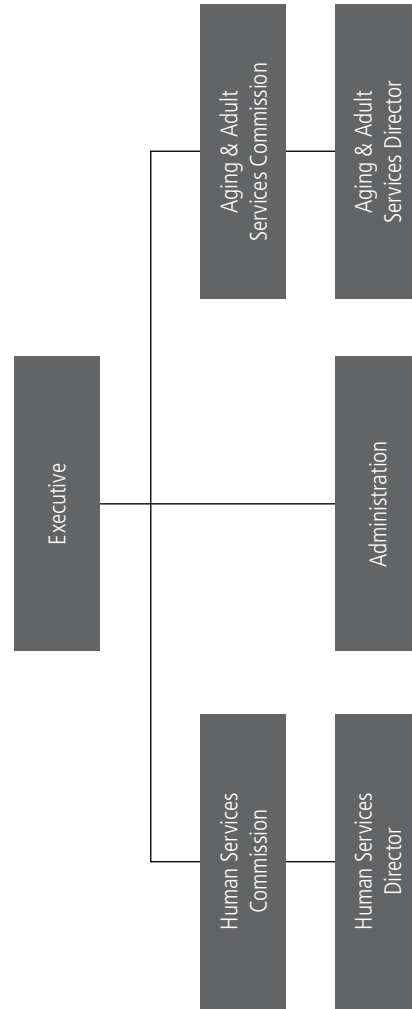 Executive
Human Services
Commission
Aging & Adult
Services Commission
Human Services
Director
Administration
Aging & Adult
Services Director